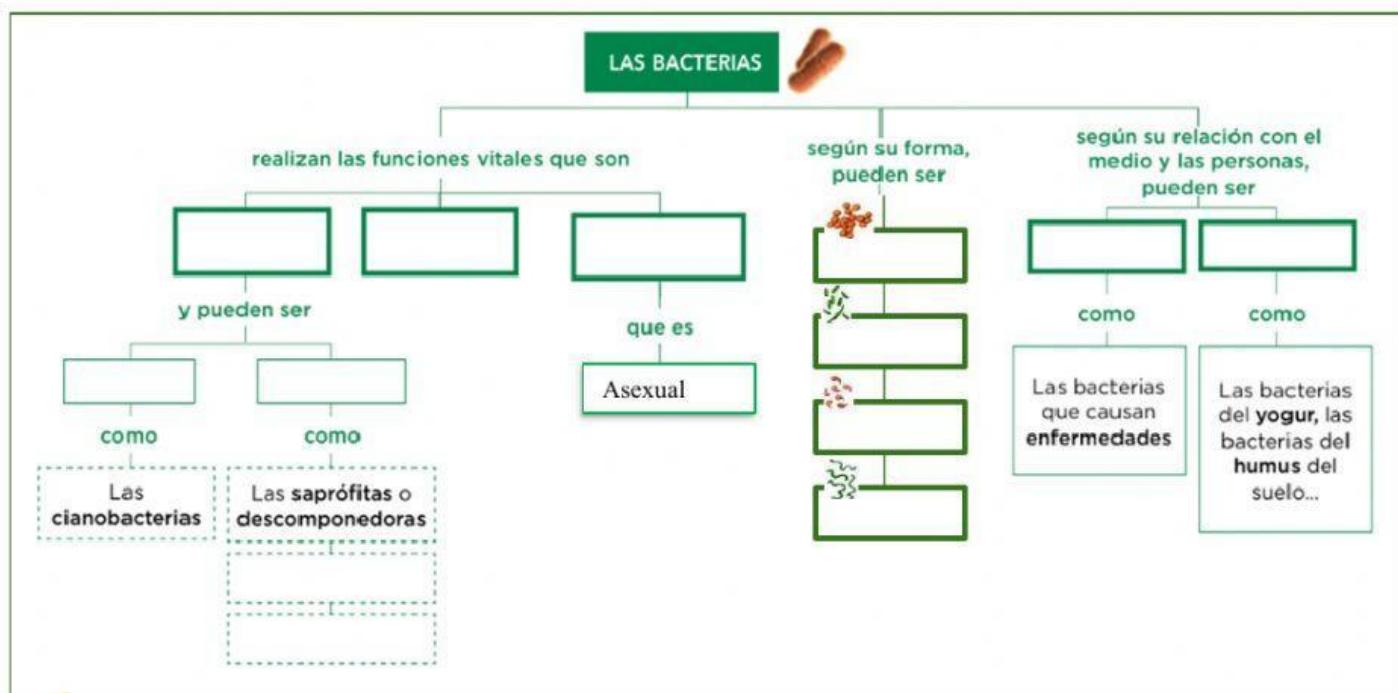 LAS BACTERIAS
realizan las funciones vitales que son
según su forma,
pueden ser
según su relación con el
medio y las personas,
pueden ser
y pueden ser
que es
Asexual
como
como
Las
cianobacterias
Las saprófitas o
descomponedoras
como
como
Las bacterias
que causan
enfermedades
Las bacterias
del yogur, las
bacterias del
humus del
suelo...